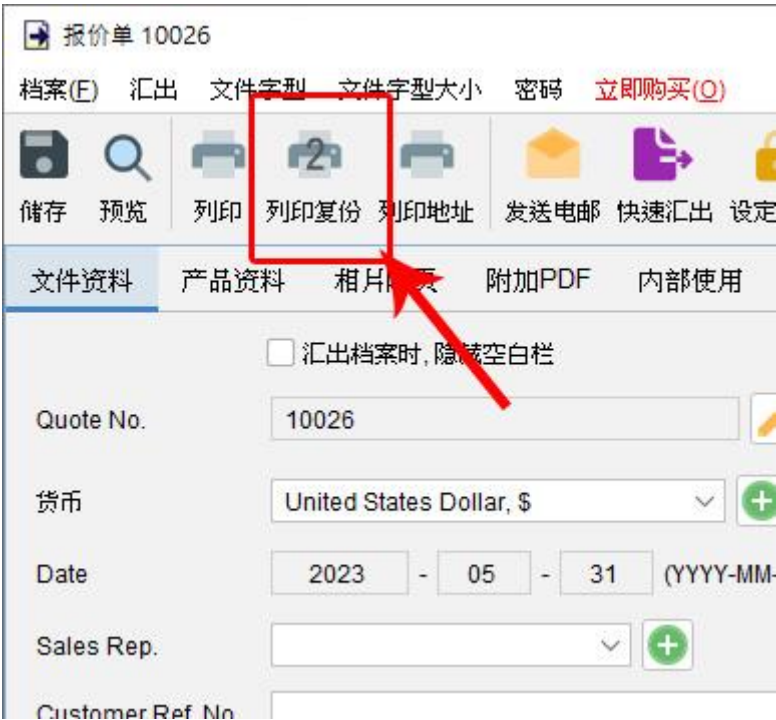 报价单 10026
档案(F) 汇出 文件字型 文件字型大小 密码 立即购买(O)
2
储存 预览 列印 列印复份 列印地址 发送电邮 快速汇出 设定
文件资料 产品资料 相片 页 附加PDF 内部使用
汇出档案时,隐藏空白栏
Quote No. 10026
货币 United States Dollar, $
Date 2023 - 05 - 31 (YYYY-MM-
Sales Rep.
Customer Ref. No.